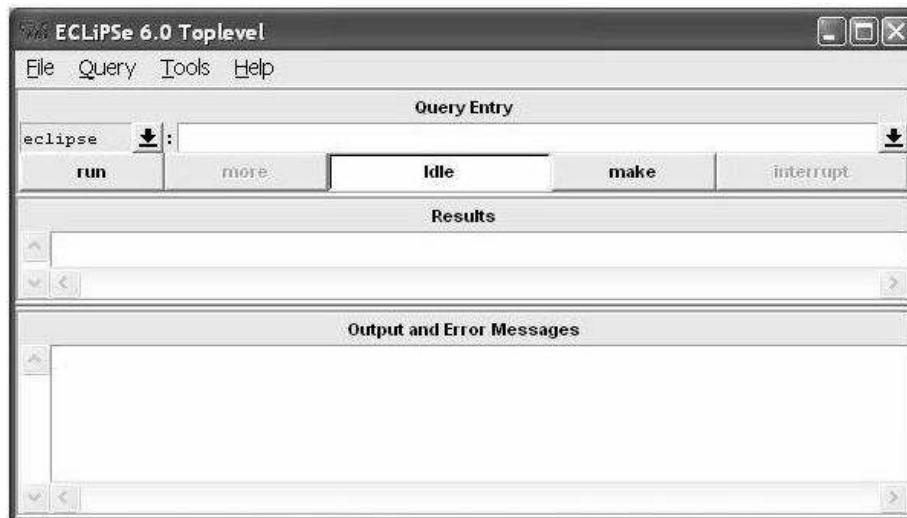 ECLiPSe 6.0 Toplevel
File Query Tools Help
Query Entry
eclipse :
run more Idle make interrupt
Results
Output and Error Messages